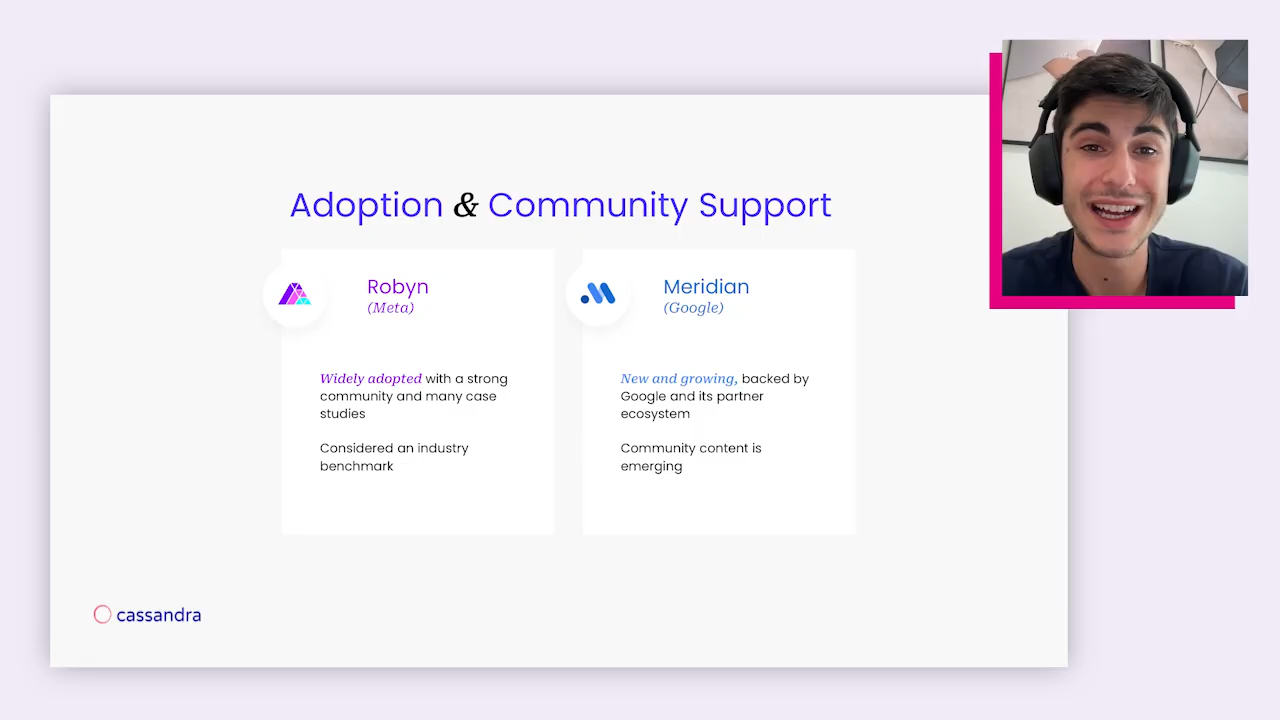 Adoption & Community Support
Robyn
(Meta)
Widely adopted with a strong
community and many case
studies
Considered an industry
benchmark
Meridian
(Google)
New and growing, backed by
Google and its partner
ecosystem
Community content is
emerging
cassandra